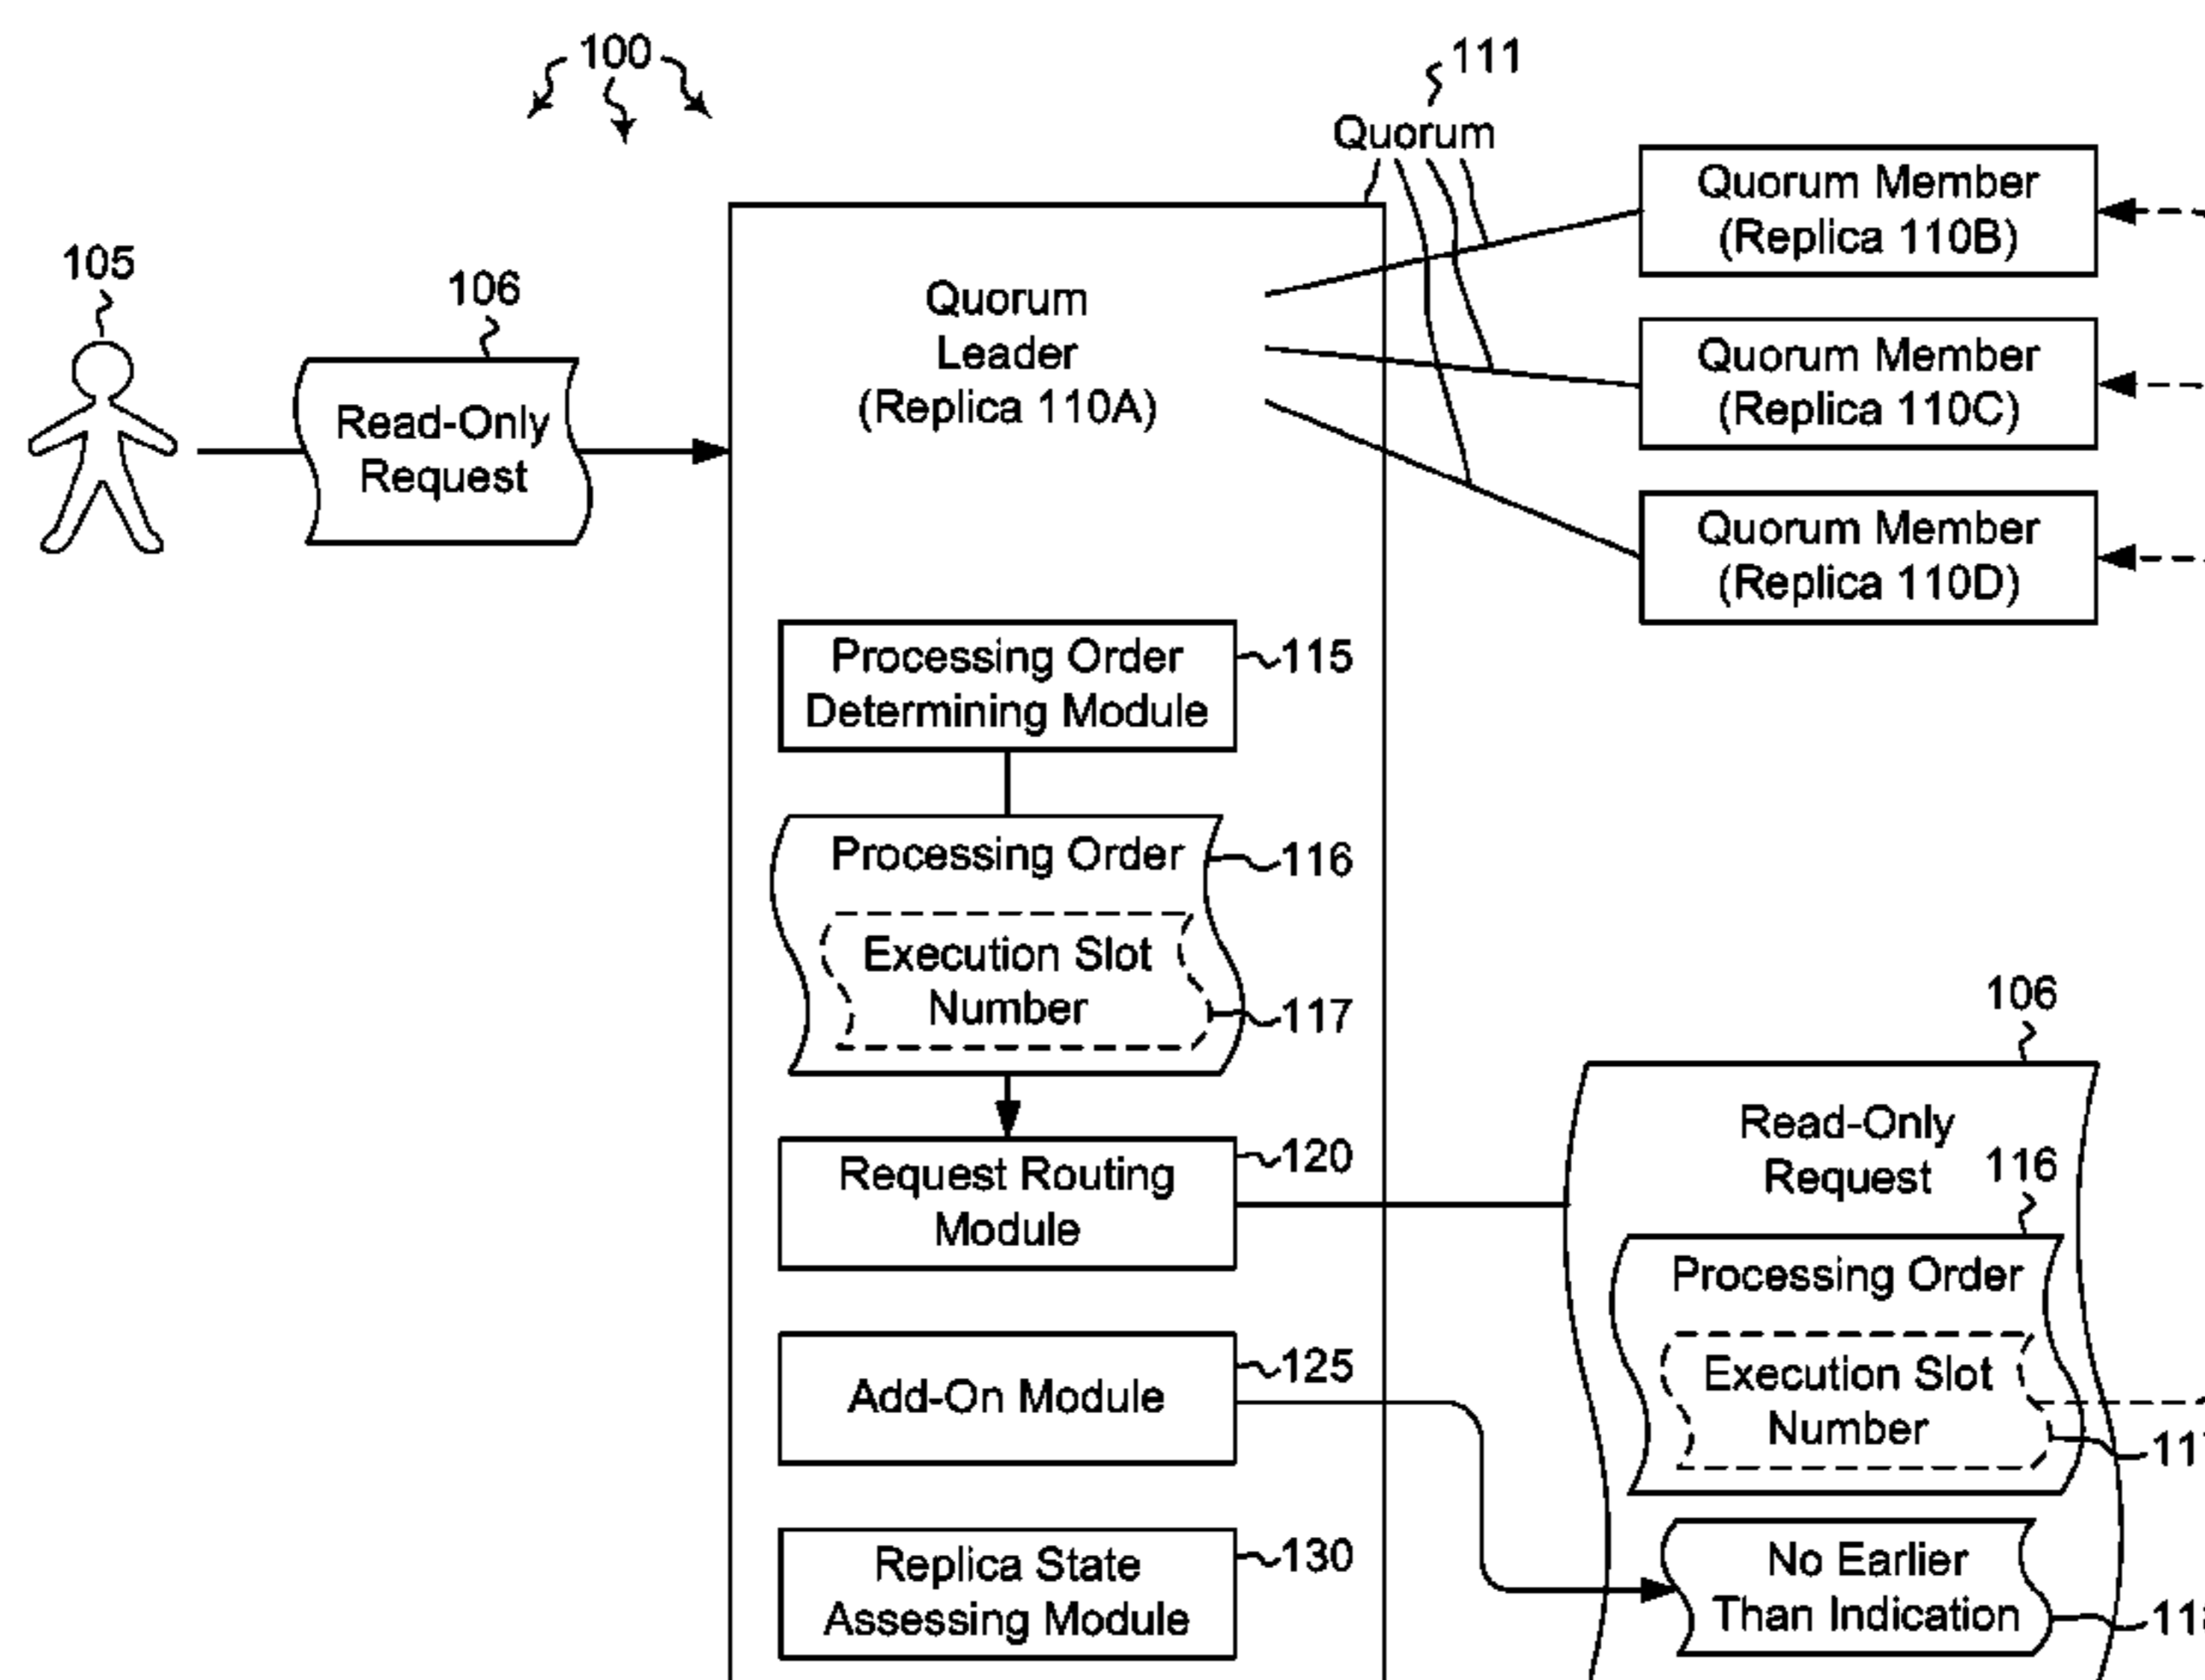 100
111
Quorum
Quorum Member
(Replica 110B)
105
106
Read-Only
Request
Quorum
Leader
(Replica 110A)
Quorum Member
(Replica 110C)
Quorum Member
(Replica 110D)
Processing Order
Determining Module
115
Processing Order
116
Execution Slot
Number
117
Request Routing
Module
120
106
Read-Only
Request
116
Processing Order
Execution Slot
Number
Add-On Module
125
No Earlier
Than Indication
Replica State
Assessing Module
130